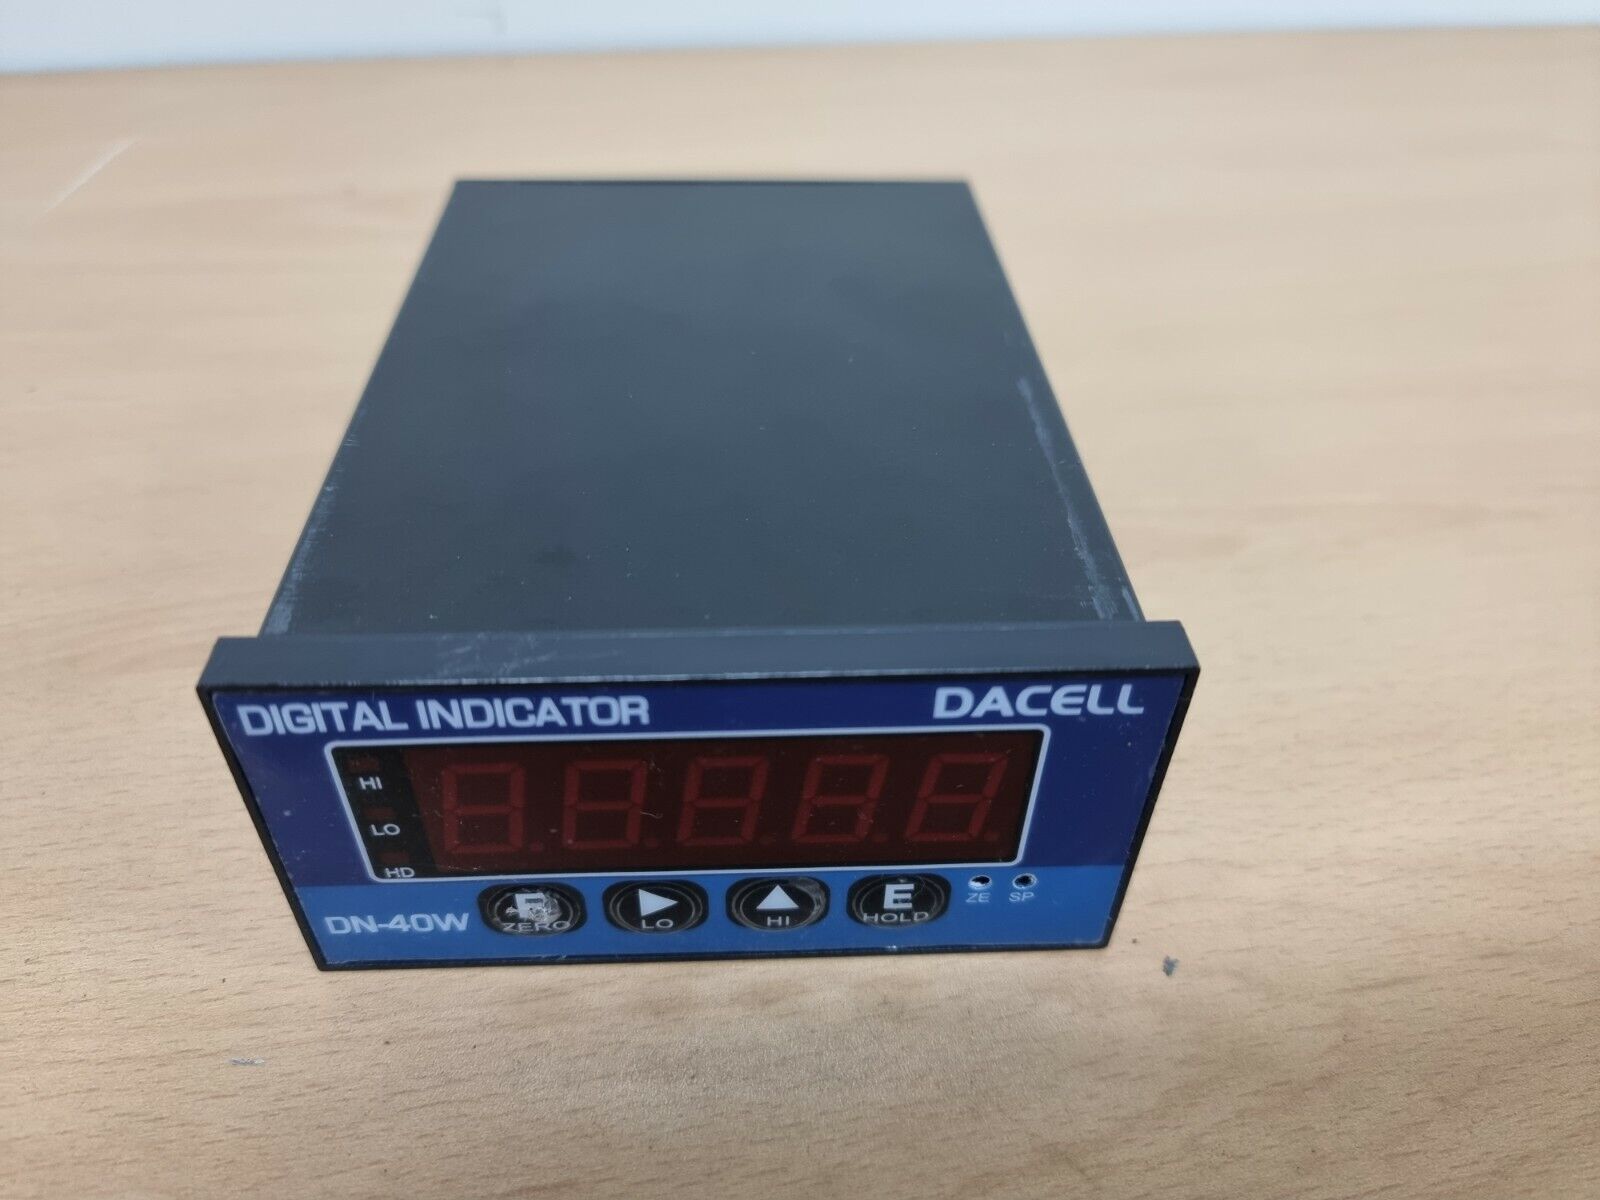 DIGITAL INDICATOR DACELL
HI
LO
HD
DN-40W
ZERO
LO
HI
E
HOLD
ZE SP